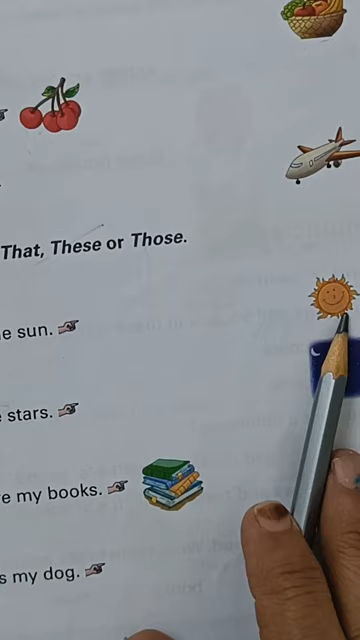 That, These or Those.
e sun.
stars.
e my books.
s my dog.